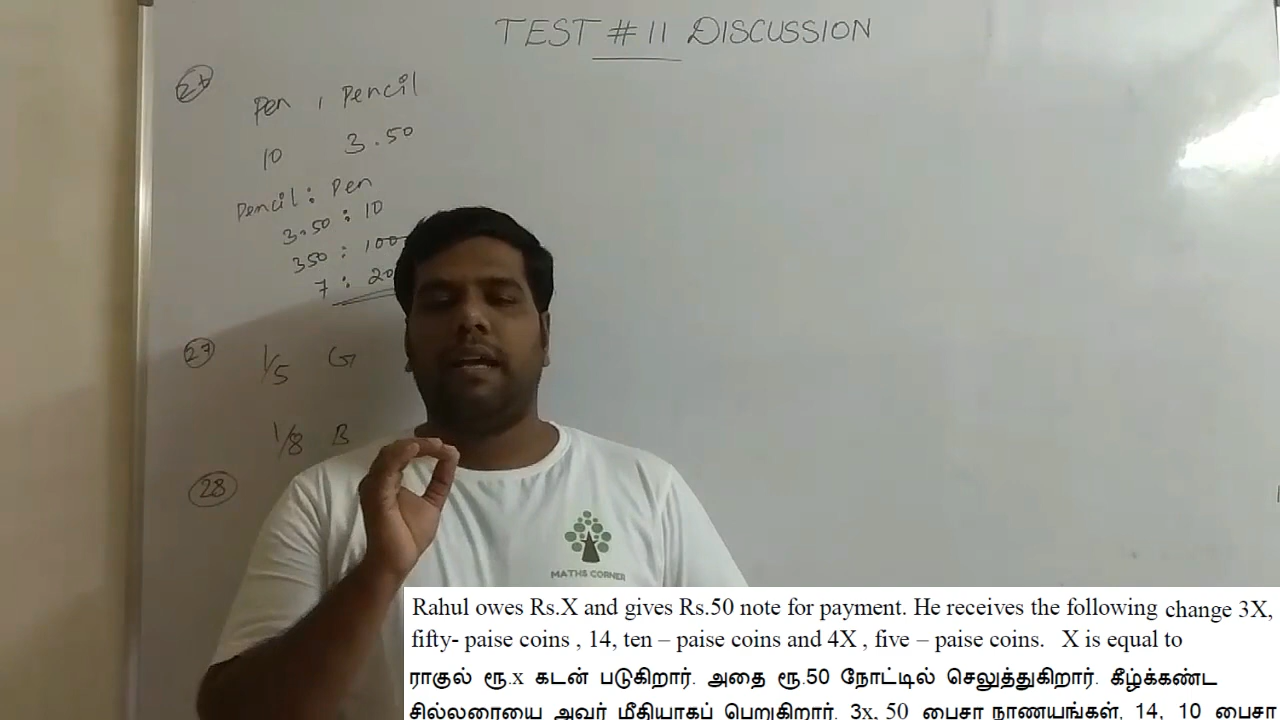 TEST # 11 DISCUSSION
Pen , Pencil
10 3.50
Pencil : Pen
3.50 : 10
350 : 100
7 : 20
27 1/5 G
1/8 B
28
MATHS CORNER
Rahul owes Rs.X and gives Rs.50 note for payment. He receives the following change 3X,
fifty- paise coins , 14, ten – paise coins and 4X , five – paise coins. X is equal to
ராகுல் ரூ.x கடன் படுகிறார். அதை ரூ.50 நோட்டில் செலுத்துகிறார். கீழ்க்கண்ட
சில்லரையை அவர் மீதியாகப் பெறுகிறார். 3x, 50 பைசா நாணயங்கள், 14, 10 பைசா